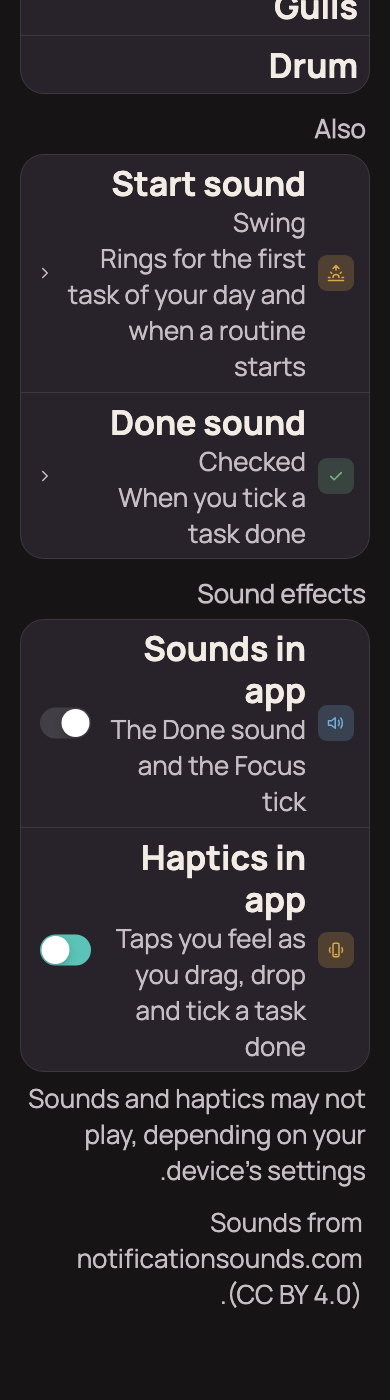 Gulls
Drum
Also
Start sound
Swing
Rings for the first
task of your day and
when a routine
starts
Done sound
Checked
When you tick a
task done
Sound effects
Sounds in
app
The Done sound
and the Focus
tick
Haptics in
app
Taps you feel as
you drag, drop
and tick a task
done
Sounds and haptics may not
play, depending on your
.device's settings
Sounds from
notificationsounds.com
.(CC BY 4.0)